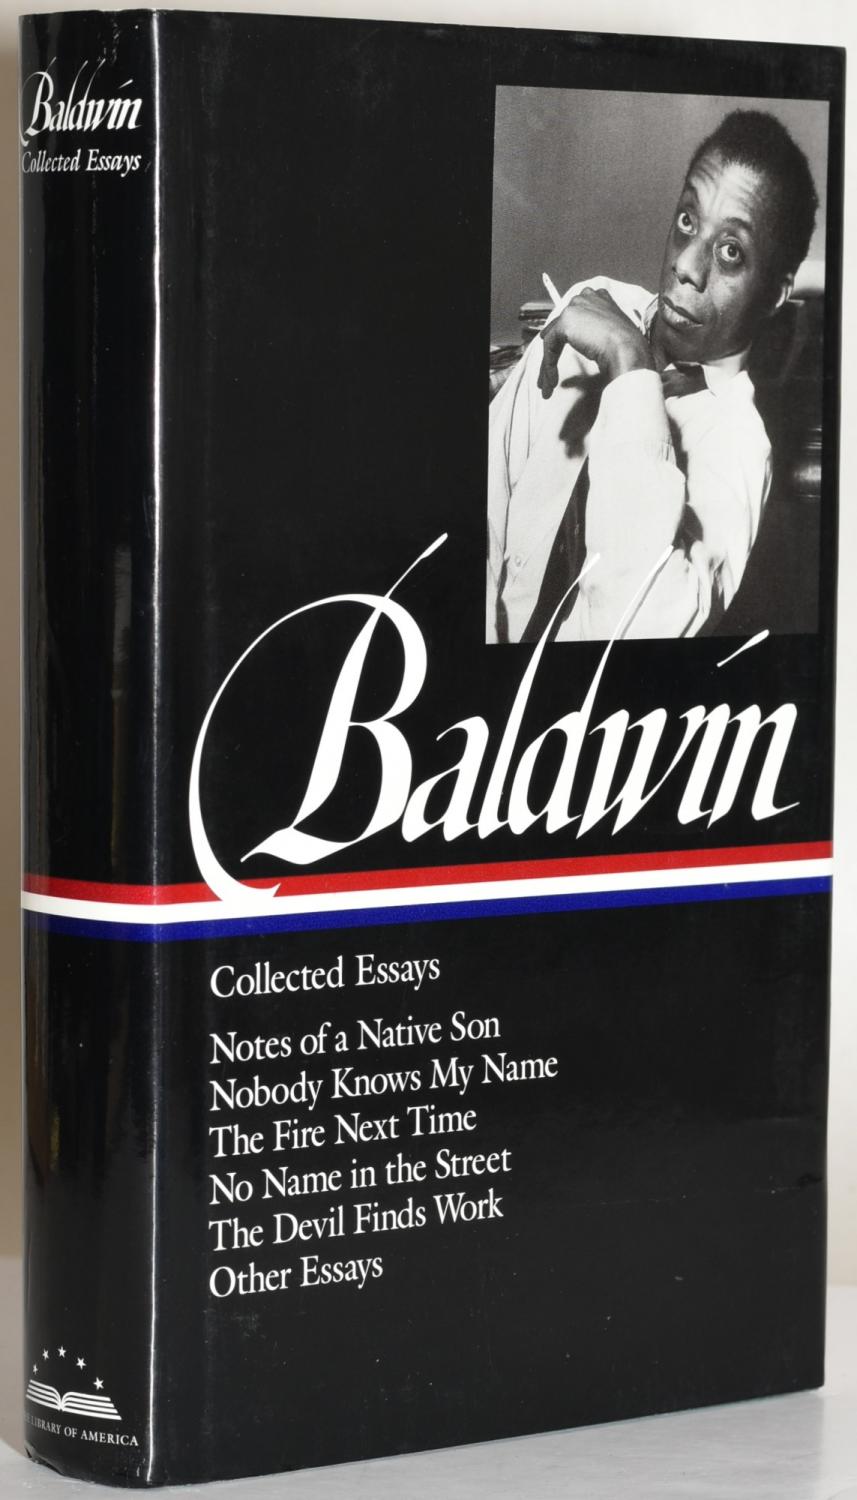 Baldwin
Collected Essays
Baldwin
Collected Essays
Notes of a Native Son
Nobody Knows My Name
The Fire Next Time
No Name in the Street
The Devil Finds Work
Other Essays
LIBRARY OF AMERICA